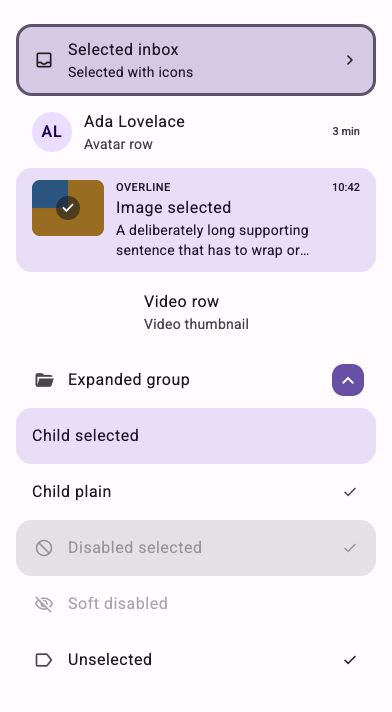 Selected inbox
Selected with icons
AL
Ada Lovelace
3 min
Avatar row
OVERLINE
10:42
Image selected
A deliberately long supporting
sentence that has to wrap or…
Video row
Video thumbnail
Expanded group
Child selected
Child plain
Disabled selected
Soft disabled
Unselected